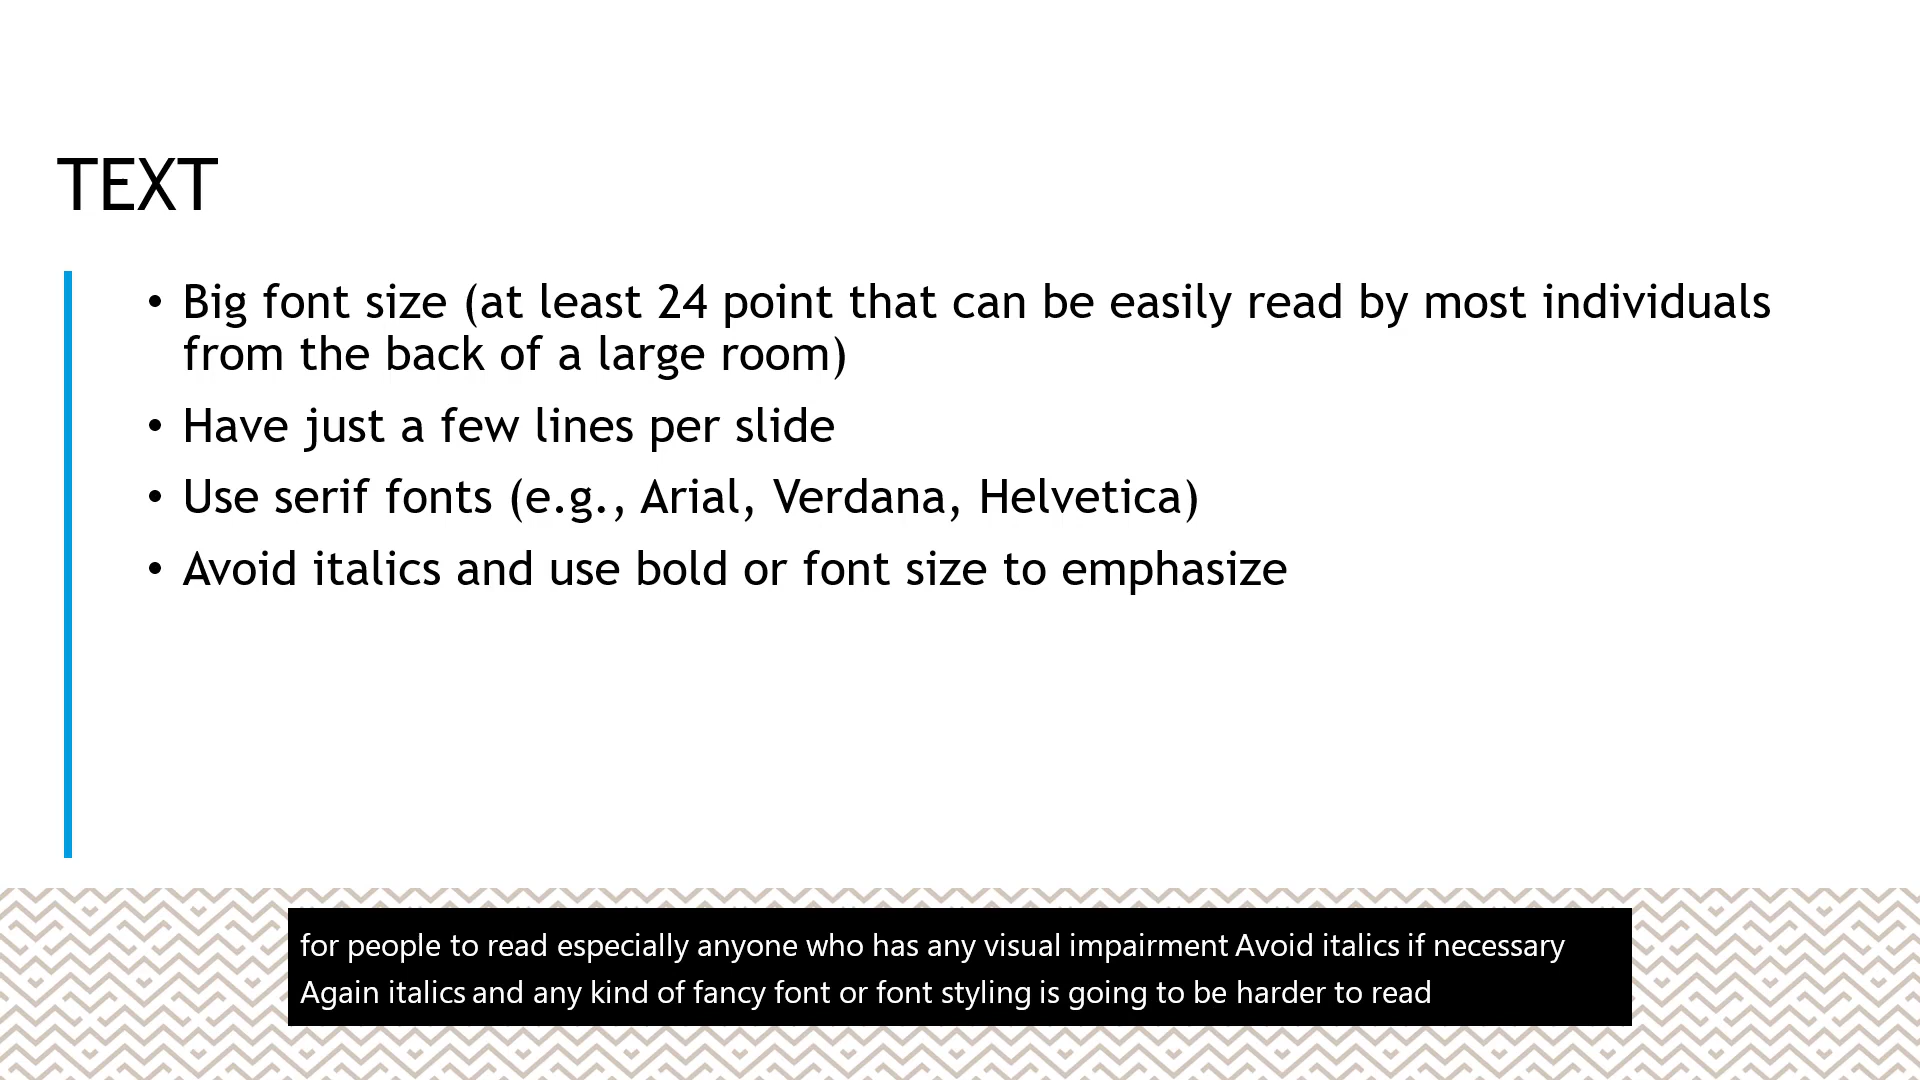 TEXT
• Big font size (at least 24 point that can be easily read by most individuals
from the back of a large room)
• Have just a few lines per slide
• Use serif fonts (e.g., Arial, Verdana, Helvetica)
• Avoid italics and use bold or font size to emphasize
for people to read especially anyone who has any visual impairment Avoid italics if necessary
Again italics and any kind of fancy font or font styling is going to be harder to read